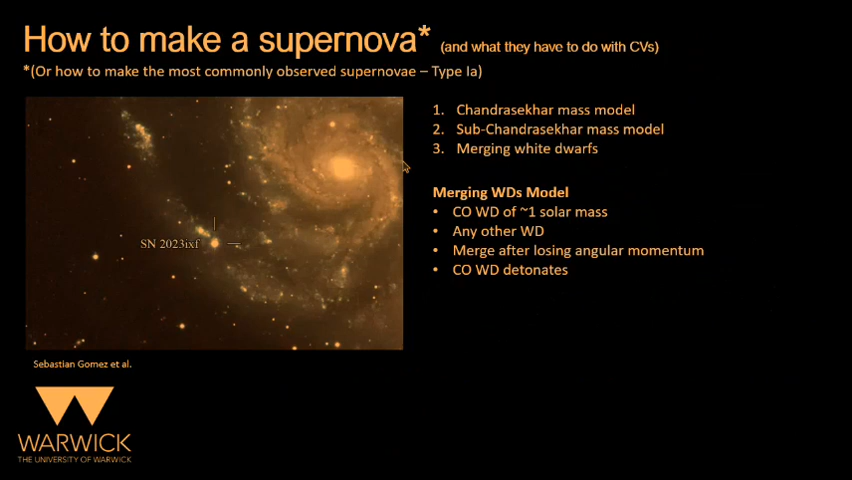 How to make a supernova* (and what they have to do with CVs)
*(Or how to make the most commonly observed supernovae – Type Ia)
SN 2023ixf
Sebastian Gomez et al.
1. Chandrasekhar mass model
2. Sub-Chandrasekhar mass model
3. Merging white dwarfs
Merging WDs Model
• CO WD of ~1 solar mass
• Any other WD
• Merge after losing angular momentum
• CO WD detonates
WARWICK
THE UNIVERSITY OF WARWICK